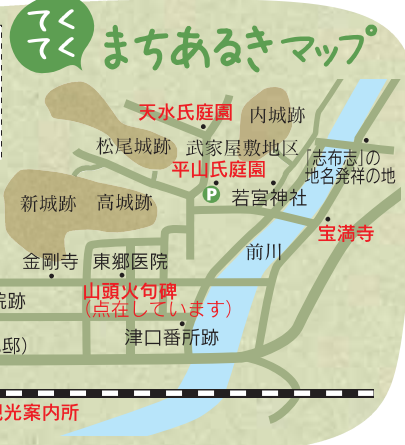 てく
てく
まちあるきマップ
天水氏庭園
内城跡
松尾城跡
武家屋敷地区
「志布志」の
地名発祥の地
平山氏庭園
P
若宮神社
新城跡
高城跡
宝満寺
前川
金剛寺
東郷医院
山頭火句碑
(点在しています)
院跡
津口番所跡
邸)
光案内所